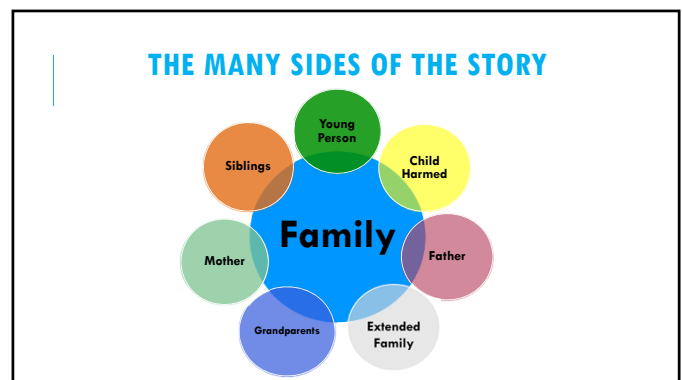 THE MANY SIDES OF THE STORY
Young
Person
Child
Harmed
Father
Extended
Family
Grandparents
Mother
Siblings
Family